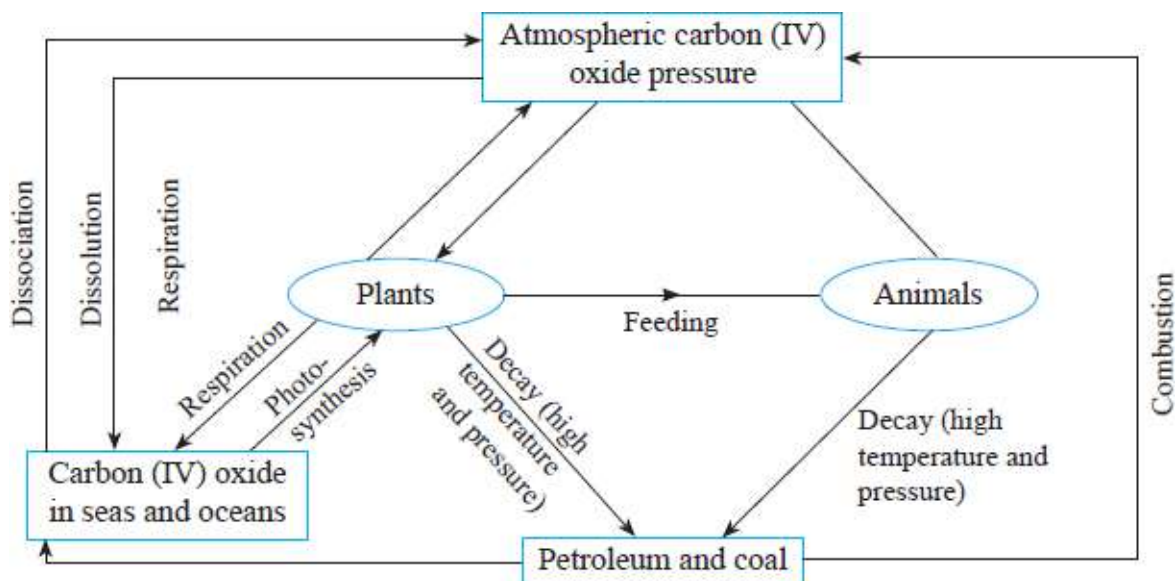 Atmospheric carbon (IV)
oxide pressure
Dissociation
Dissolution
Respiration
Combustion
Plants
Animals
Feeding
Respiration
Photo-
synthesis
Decay (high
temperature
and pressure)
Decay (high
temperature and
pressure)
Carbon (IV) oxide
in seas and oceans
Petroleum and coal